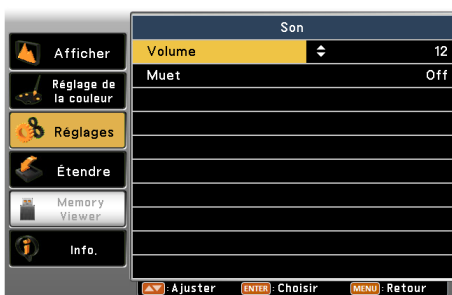 Son
Afficher
Réglage de
la couleur
Réglages
Étendre
Memory
Viewer
Info.
Volume 12
Muet Off
:Ajuster ENTER :Choisir MENU :Retour